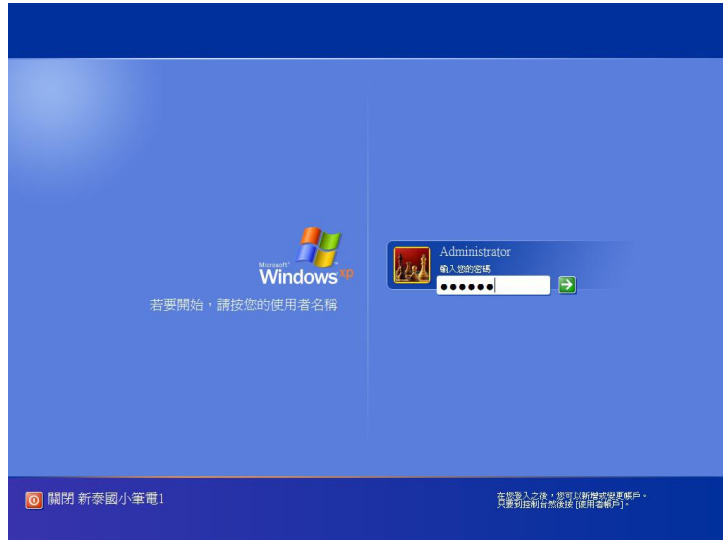 Microsoft
Windows xp
若要開始，請按您的使用者名稱
Administrator
輸入您的密碼
關閉 新泰國小筆電1
在您登入之後，您可以新增或變更帳戶。
只要到控制台然後按 [使用者帳戶]。